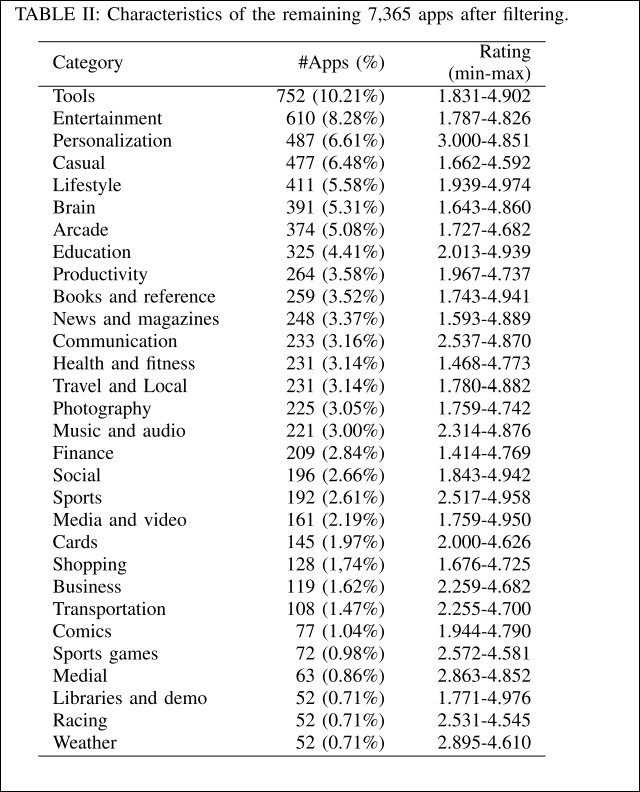 TABLE II: Characteristics of the remaining 7,365 apps after filtering.
Category #Apps (%) Rating
(min-max)
Tools 752 (10.21%) 1.831-4.902
Entertainment 610 (8.28%) 1.787-4.826
Personalization 487 (6.61%) 3.000-4.851
Casual 477 (6.48%) 1.662-4.592
Lifestyle 411 (5.58%) 1.939-4.974
Brain 391 (5.31%) 1.643-4.860
Arcade 374 (5.08%) 1.727-4.682
Education 325 (4.41%) 2.013-4.939
Productivity 264 (3.58%) 1.967-4.737
Books and reference 259 (3.52%) 1.743-4.941
News and magazines 248 (3.37%) 1.593-4.889
Communication 233 (3.16%) 2.537-4.870
Health and fitness 231 (3.14%) 1.468-4.773
Travel and Local 231 (3.14%) 1.780-4.882
Photography 225 (3.05%) 1.759-4.742
Music and audio 221 (3.00%) 2.314-4.876
Finance 209 (2.84%) 1.414-4.769
Social 196 (2.66%) 1.843-4.942
Sports 192 (2.61%) 2.517-4.958
Media and video 161 (2.19%) 1.759-4.950
Cards 145 (1.97%) 2.000-4.626
Shopping 128 (1,74%) 1.676-4.725
Business 119 (1.62%) 2.259-4.682
Transportation 108 (1.47%) 2.255-4.700
Comics 77 (1.04%) 1.944-4.790
Sports games 72 (0.98%) 2.572-4.581
Medial 63 (0.86%) 2.863-4.852
Libraries and demo 52 (0.71%) 1.771-4.976
Racing 52 (0.71%) 2.531-4.545
Weather 52 (0.71%) 2.895-4.610